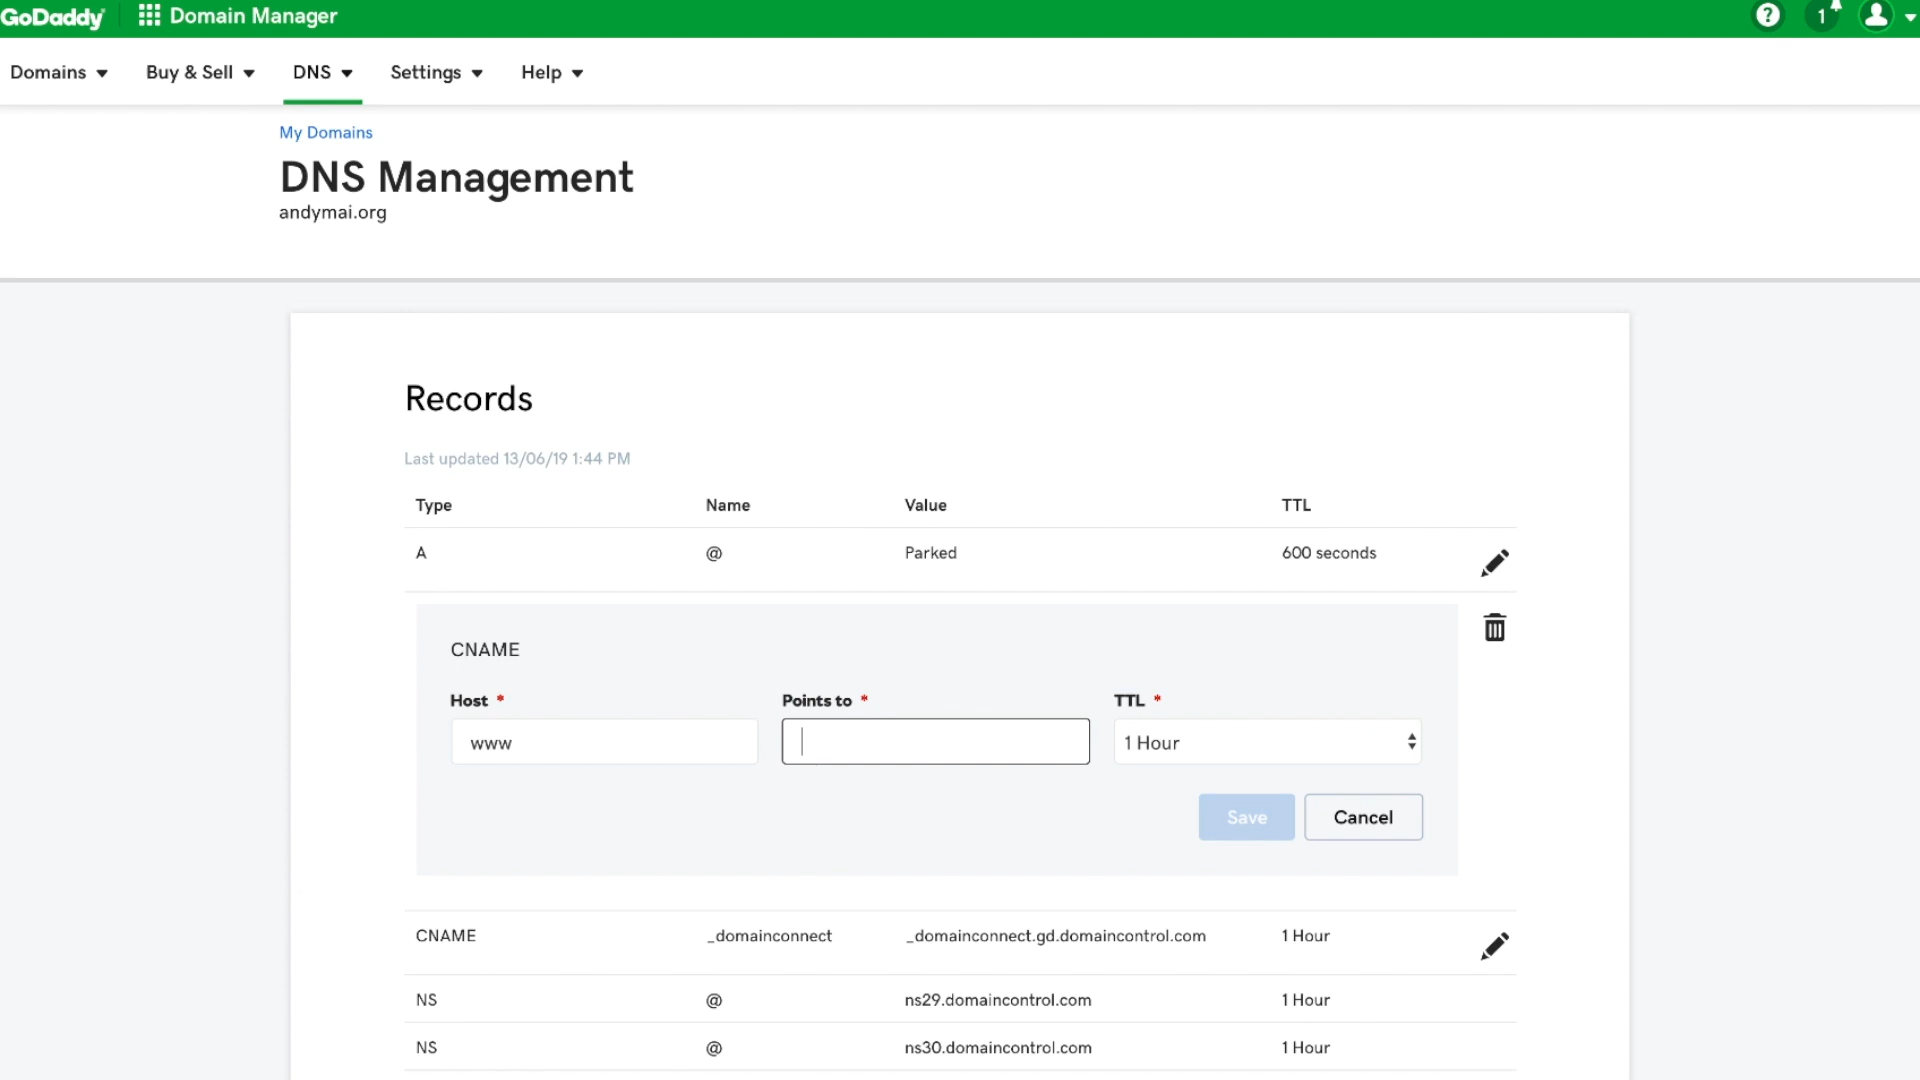 GoDaddy Domain Manager ? 1
Domains Buy & Sell DNS Settings Help
My Domains
DNS Management
andymai.org
Records
Last updated 13/06/19 1:44 PM
Type Name Value TTL
A @ Parked 600 seconds
CNAME
Host * Points to * TTL *
www 1 Hour
Save Cancel
CNAME _domainconnect _domainconnect.gd.domaincontrol.com 1 Hour
NS @ ns29.domaincontrol.com 1 Hour
NS @ ns30.domaincontrol.com 1 Hour